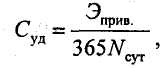 C_уд = Э_прив. / 365N_сут ,